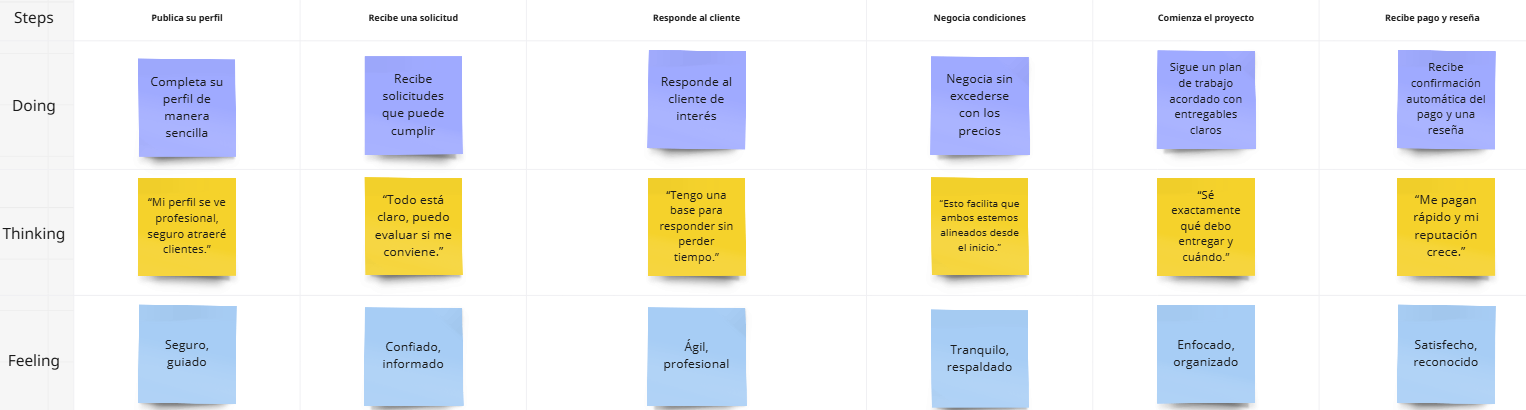 Steps
Publica su perfil
Recibe una solicitud
Responde al cliente
Negocia condiciones
Comienza el proyecto
Recibe pago y reseña
Doing
Completa su
perfil de
manera
sencilla
Recibe
solicitudes
que puede
cumplir
Responde al
cliente de
interés
Negocia sin
excederse
con los
precios
Sigue un plan
de trabajo
acordado con
entregables
claros
Recibe
confirmación
automática del
pago y una
reseña
Thinking
“Mi perfil se ve
profesional,
seguro atraeré
clientes.”
“Todo está
claro, puedo
evaluar si me
conviene.”
“Tengo una
base para
responder sin
perder
tiempo.”
“Esto facilita que
ambos estemos
alineados desde
el inicio.”
“Sé
exactamente
qué debo
entregar y
cuándo.”
“Me pagan
rápido y mi
reputación
crece.”
Feeling
Seguro,
guiado
Confiado,
informado
Ágil,
profesional
Tranquilo,
respaldado
Enfocado,
organizado
Satisfecho,
reconocido